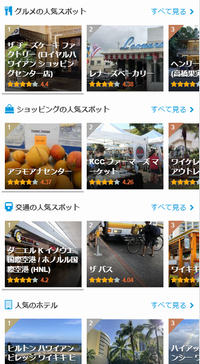 グルメの人気スポット すべて見る
1
ザ チーズケーキ ファ
クトリー (ロイヤルハ
ワイアン ショッピン
グセンター店)
4.4
2
レナーズベーカリー
4.38
3
ヘンリー
ショッピングの人気スポット すべて見る
1
アラモアナセンター
4.37
2
KCC ファーマーズ マ
ーケット
4.26
3
ワイケレ
アウトレ
交通の人気スポット すべて見る
1
ダニエル K イノウエ
国際空港 / ホノルル国
際空港 (HNL)
4.2
2
ザ バス
4.04
3
ワイキキ
人気のホテル すべて見る
1
ヒルトン ハワイアン
ビレッジ ワイキキ ビ
2
3
ハイアッ